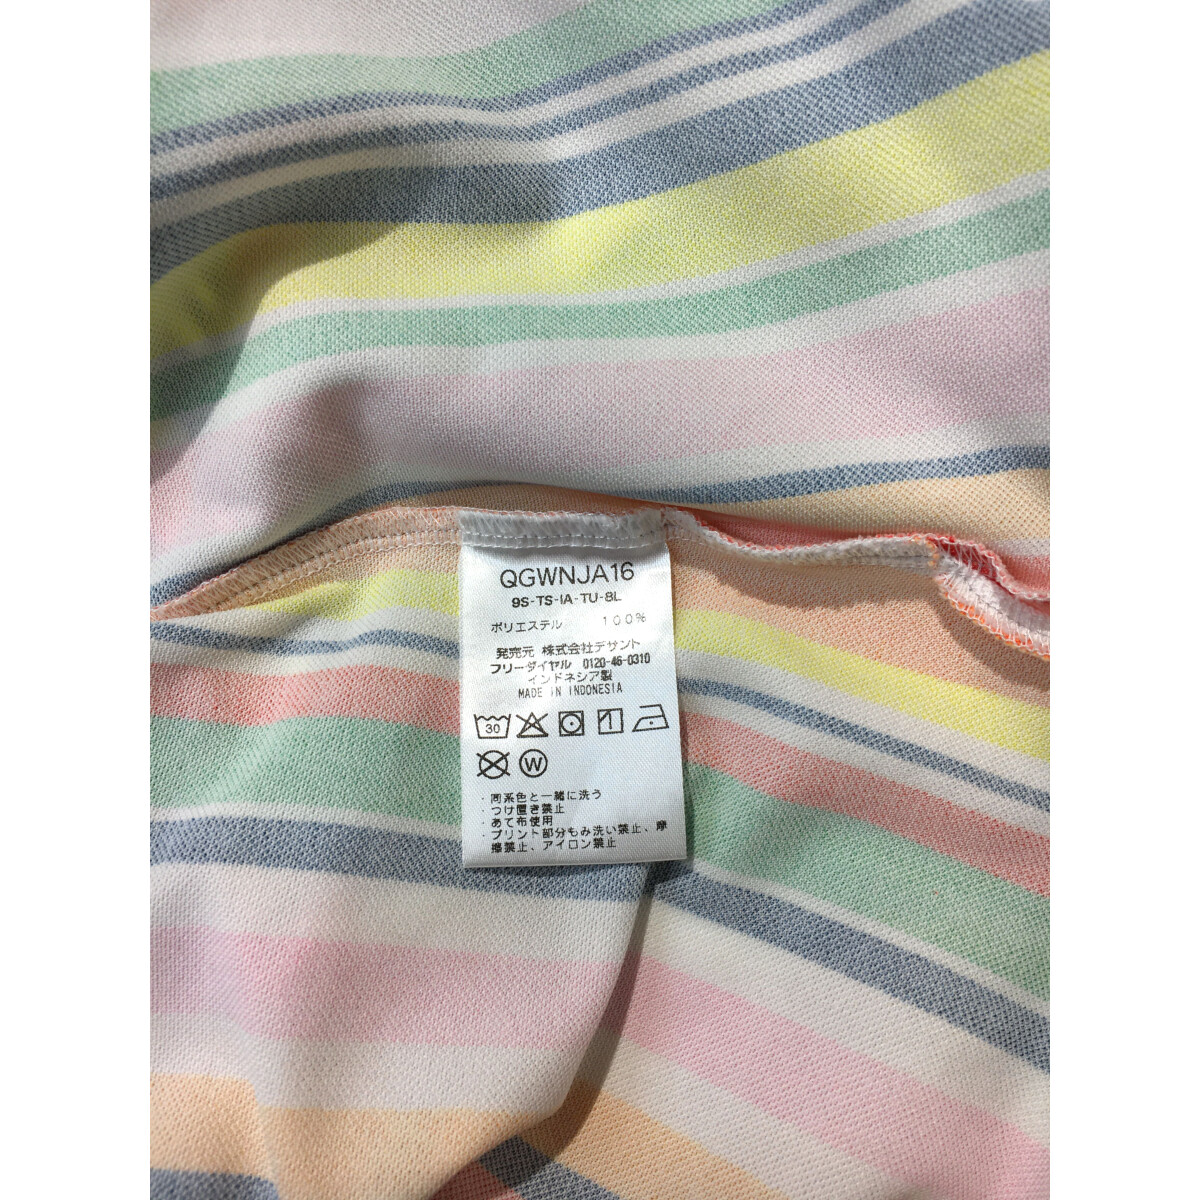 QGWNJA16
9S-TS-IA-TU-8L
ポリエステル 100%
発売元 株式会社デサント
フリーダイヤル 0120-46-0310
インドネシア製
MADE IN INDONESIA
30
W
・同系色と一緒に洗う
・つけ置き禁止
・あて布使用
・プリント部分もみ洗い禁止、摩
擦禁止、アイロン禁止